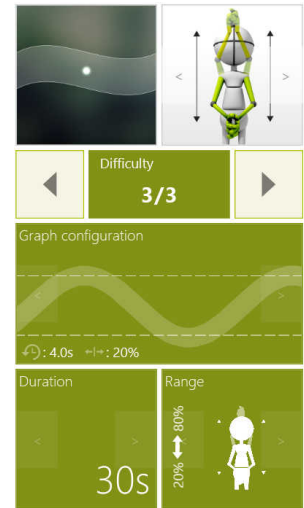 Difficulty
3/3
Graph configuration
: 4.0s : 20%
Duration
30s
Range
20% 80%